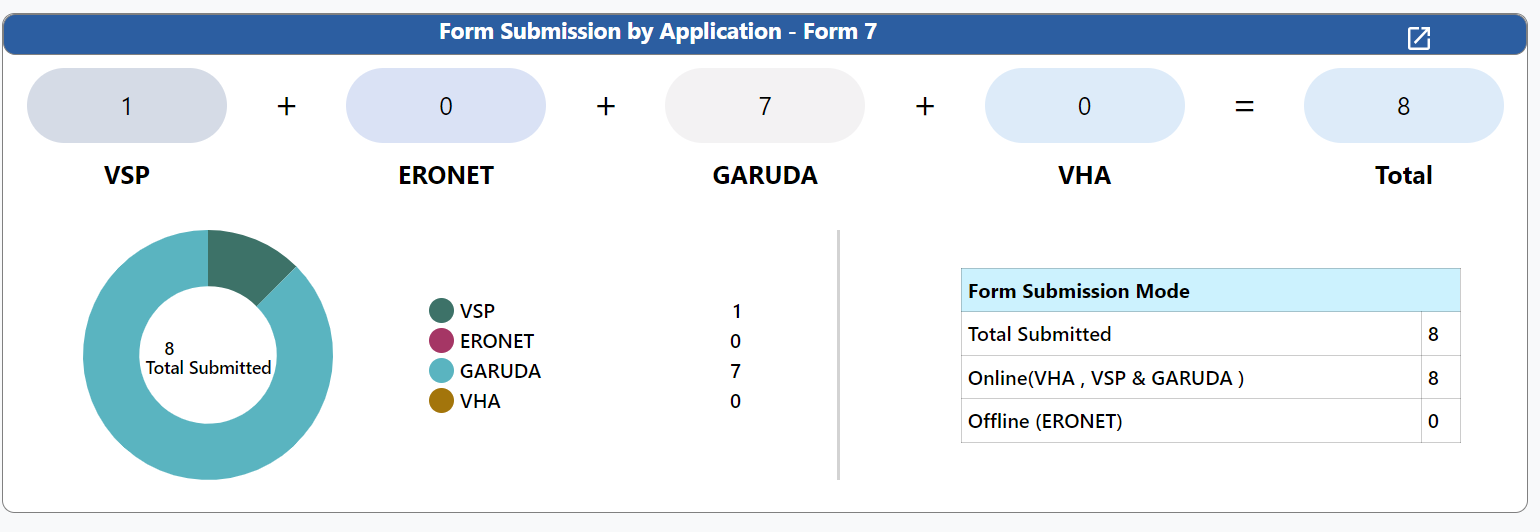 Form Submission by Application - Form 7
1 + 0 + 7 + 0 = 8
VSP ERONET GARUDA VHA Total
8
Total Submitted
VSP 1
ERONET 0
GARUDA 7
VHA 0
Form Submission Mode
Total Submitted 8
Online(VHA , VSP & GARUDA ) 8
Offline (ERONET) 0